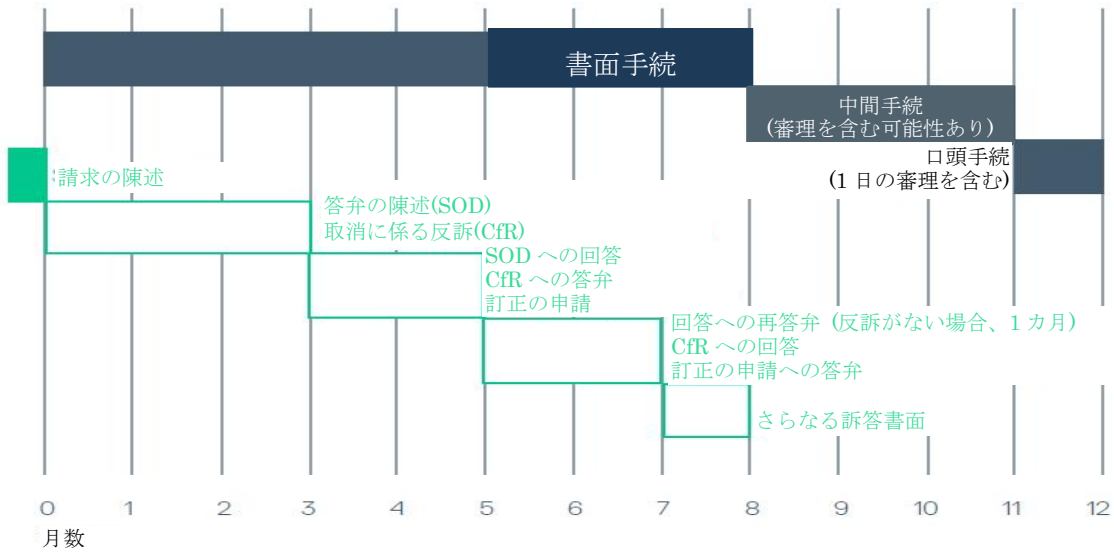 書面手続
中間手続
(審理を含む可能性あり)
口頭手続
(1 日の審理を含む)
請求の陳述
答弁の陳述(SOD)
取消に係る反訴(CfR)
SOD への回答
CfR への答弁
訂正の申請
回答への再答弁 (反訴がない場合、1 カ月)
CfR への回答
訂正の申請への答弁
さらなる訴答書面
0 1 2 3 4 5 6 7 8 9 10 11 12
月数